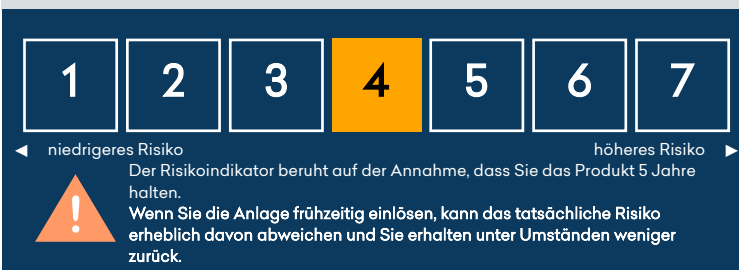 1 2 3 4 5 6 7
◄ niedrigeres Risiko höheres Risiko ►
Der Risikoindikator beruht auf der Annahme, dass Sie das Produkt 5 Jahre
halten.
Wenn Sie die Anlage frühzeitig einlösen, kann das tatsächliche Risiko
erheblich davon abweichen und Sie erhalten unter Umständen weniger
zurück.